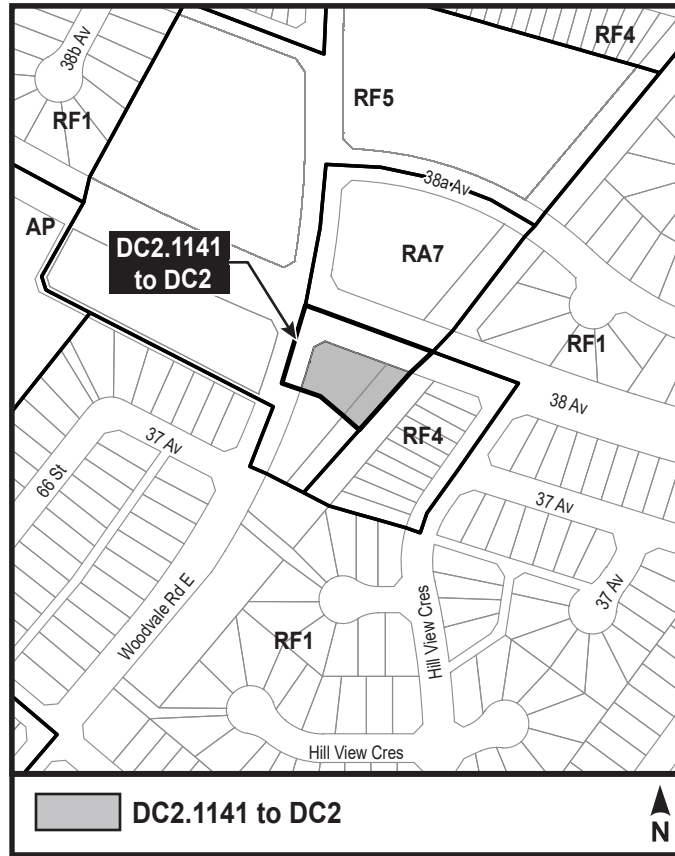 RF4
38b Av
RF5
RF1
38a Av
AP
DC2.1141
to DC2
RA7
RF1
38 Av
RF4
37 Av
66 St
37 Av
37 Av
Woodvale Rd E
Hill View Cres
RF1
Hill View Cres
DC2.1141 to DC2
N